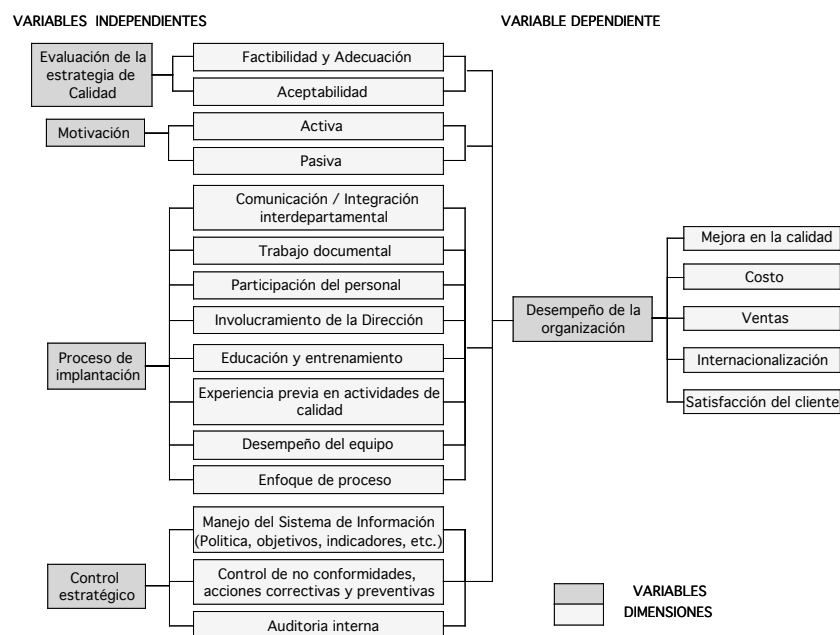 VARIABLES INDEPENDIENTES
VARIABLE DEPENDIENTE
Evaluación de la
estrategia de
Calidad
Factibilidad y Adecuación
Aceptabilidad
Motivación
Activa
Pasiva
Proceso de
implantación
Comunicación / Integración
interdepartamental
Trabajo documental
Participación del personal
Involucramiento de la Dirección
Educación y entrenamiento
Experiencia previa en actividades de
calidad
Desempeño del equipo
Enfoque de proceso
Control
estratégico
Manejo del Sistema de Información
(Politica, objetivos, indicadores, etc.)
Control de no conformidades,
acciones correctivas y preventivas
Auditoria interna
Desempeño de la
organización
Mejora en la calidad
Costo
Ventas
Internacionalización
Satisfacción del cliente
VARIABLES
DIMENSIONES